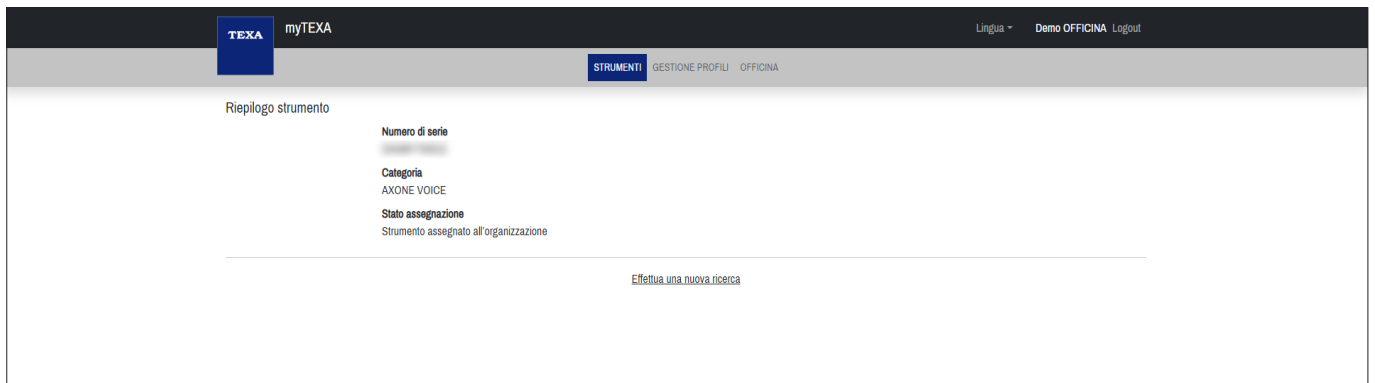 TEXA
myTEXA
Lingua
Demo OFFICINA Logout
STRUMENTI GESTIONE PROFILI OFFICINA
Riepilogo strumento
Numero di serie
Categoria
AXONE VOICE
Stato assegnazione
Strumento assegnato all'organizzazione
Effettua una nuova ricerca